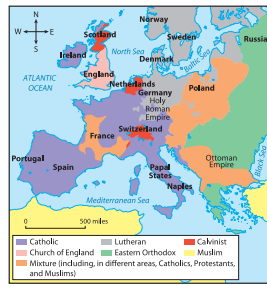 Norway
Scotland
Sweden
Russia
N
W
E
S
North Sea
Baltic Sea
Ireland
Denmark
ATLANTIC
OCEAN
England
Netherlands
Poland
Germany
Holy
Roman
Empire
France
Switzerland
Portugal
Spain
Papal
States
Ottoman
Empire
Black Sea
Naples
Mediterranean Sea
0
500 miles
Catholic
Lutheran
Calvinist
Church of England
Eastern Orthodox
Muslim
Mixture (including, in different areas, Catholics, Protestants,
and Muslims)